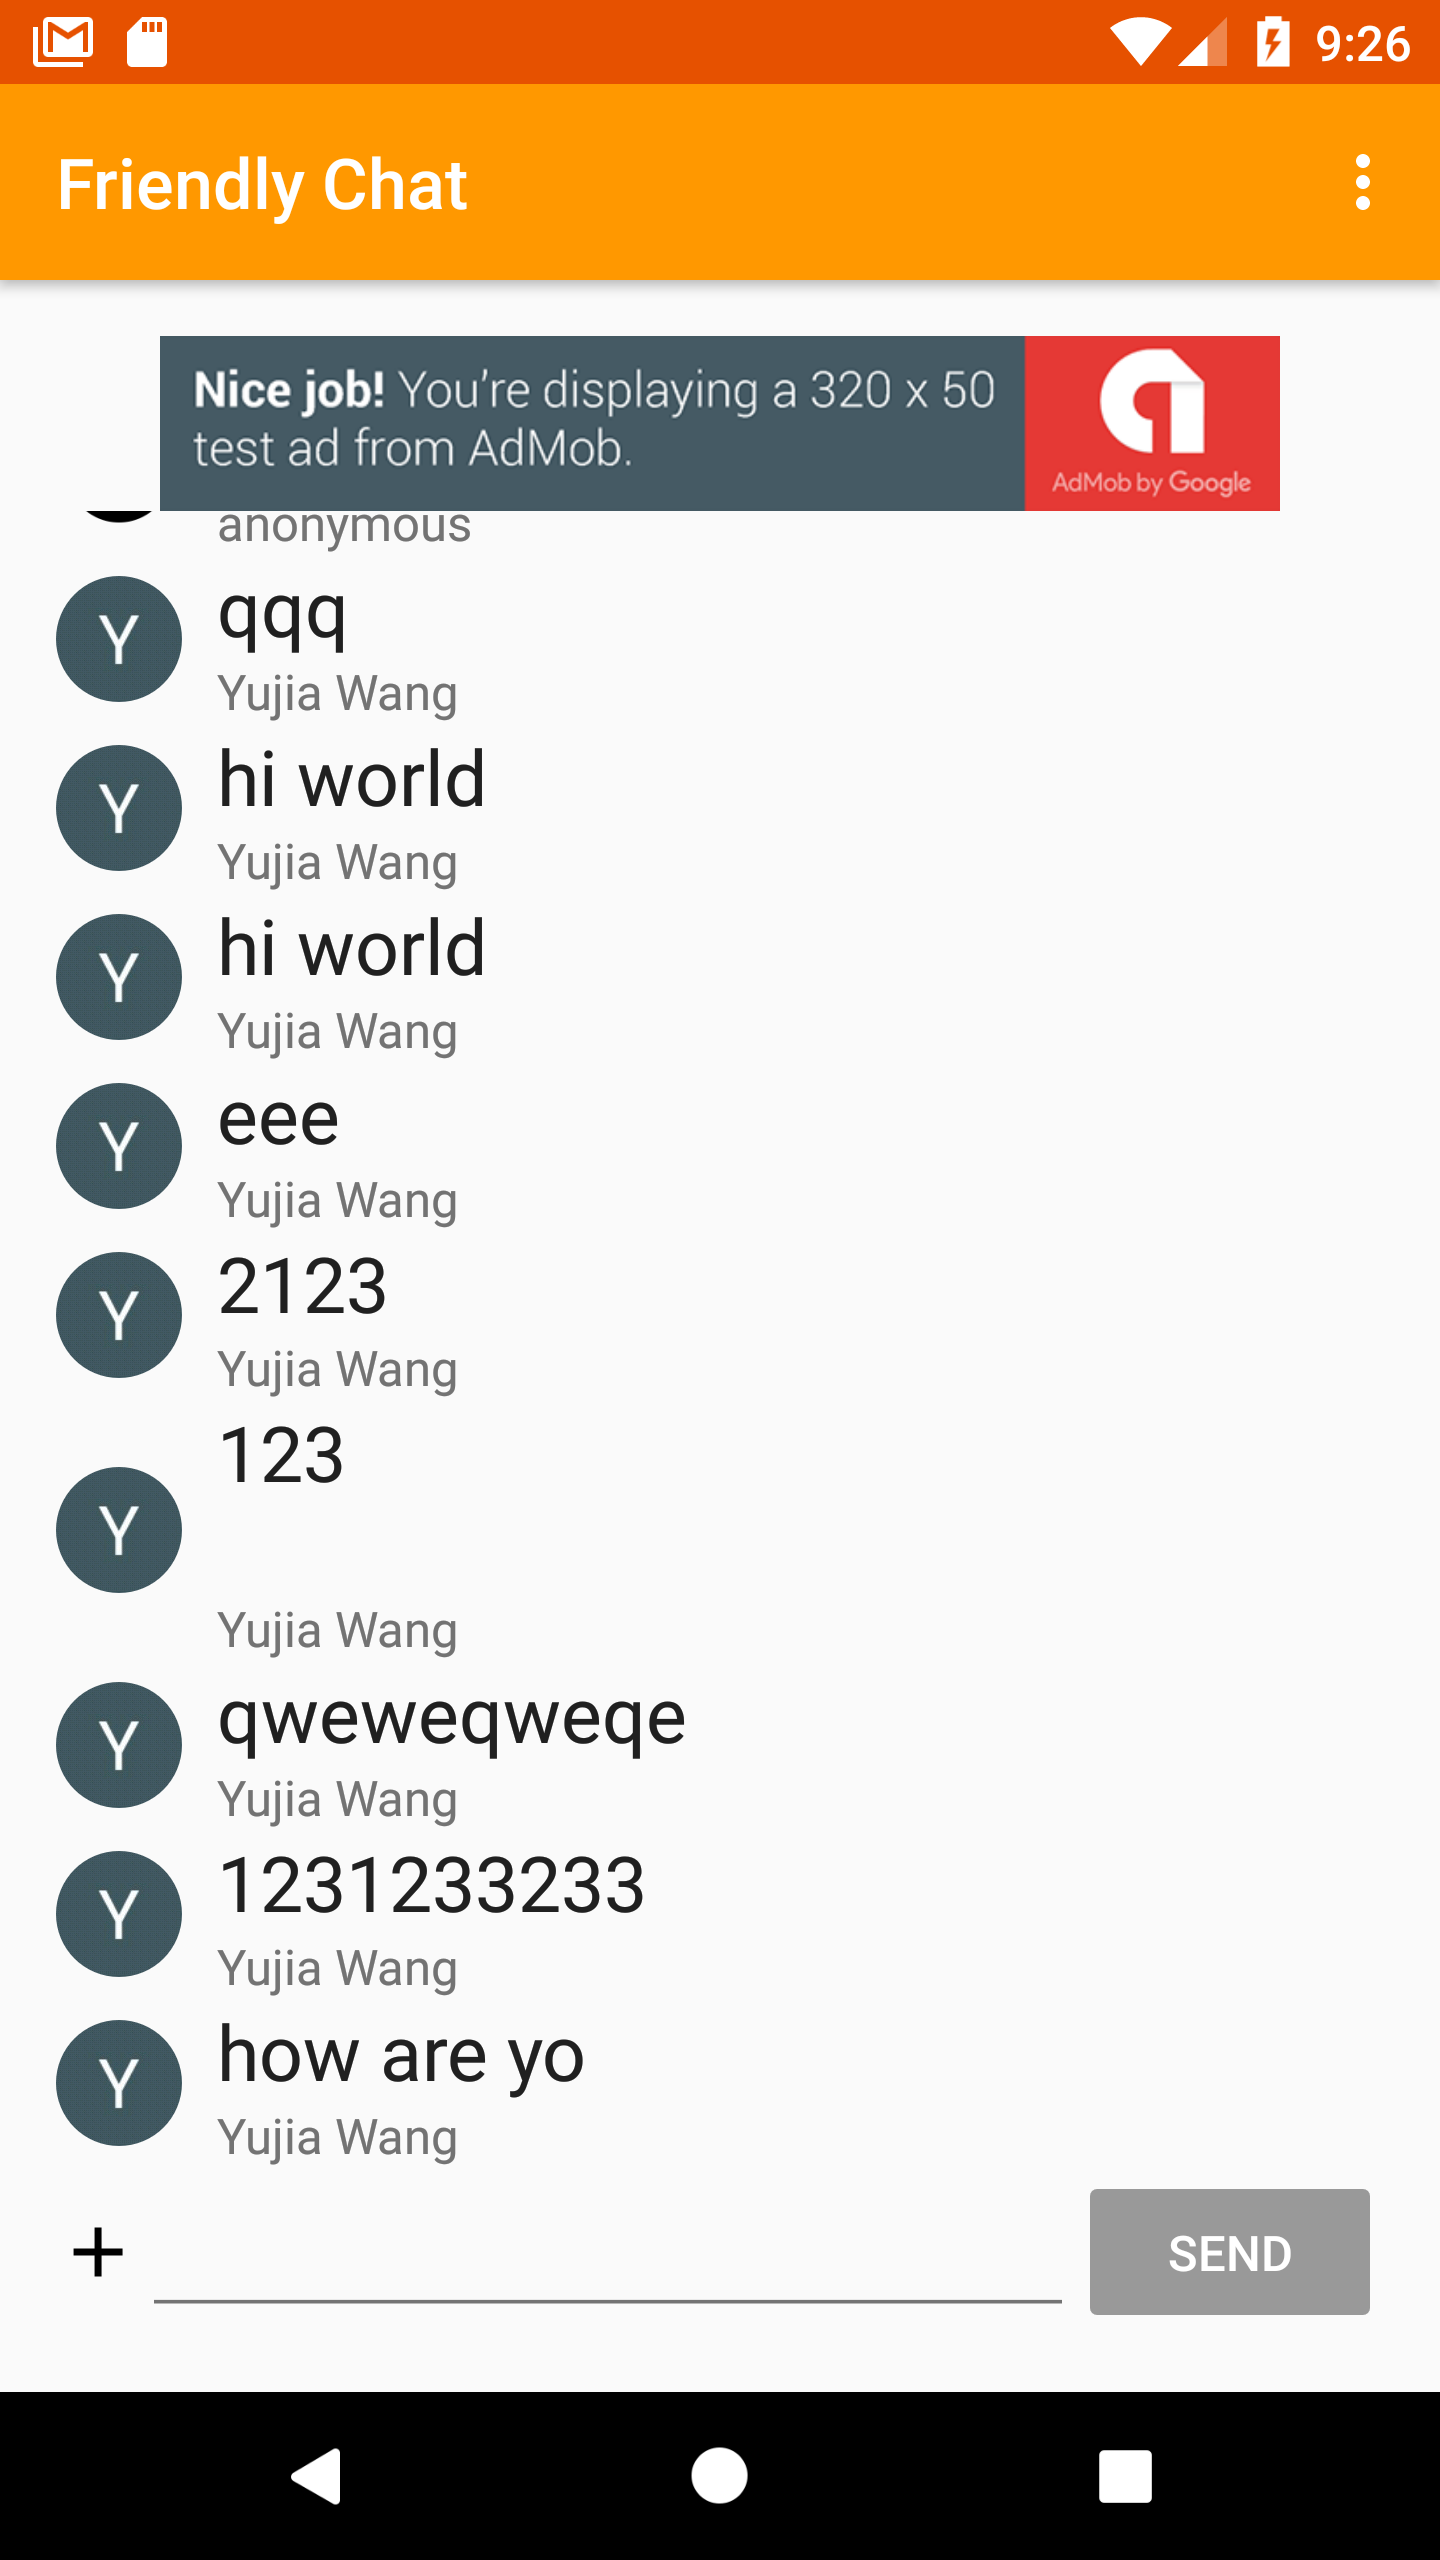 9:26
Friendly Chat
Nice job! You're displaying a 320 x 50
test ad from AdMob.
AdMob by Google
anonymous
Y
qqq
Yujia Wang
Y
hi world
Yujia Wang
Y
hi world
Yujia Wang
Y
eee
Yujia Wang
Y
2123
Yujia Wang
123
Y
Yujia Wang
Y
qweweqweqe
Yujia Wang
Y
1231233233
Yujia Wang
Y
how are yo
Yujia Wang
SEND